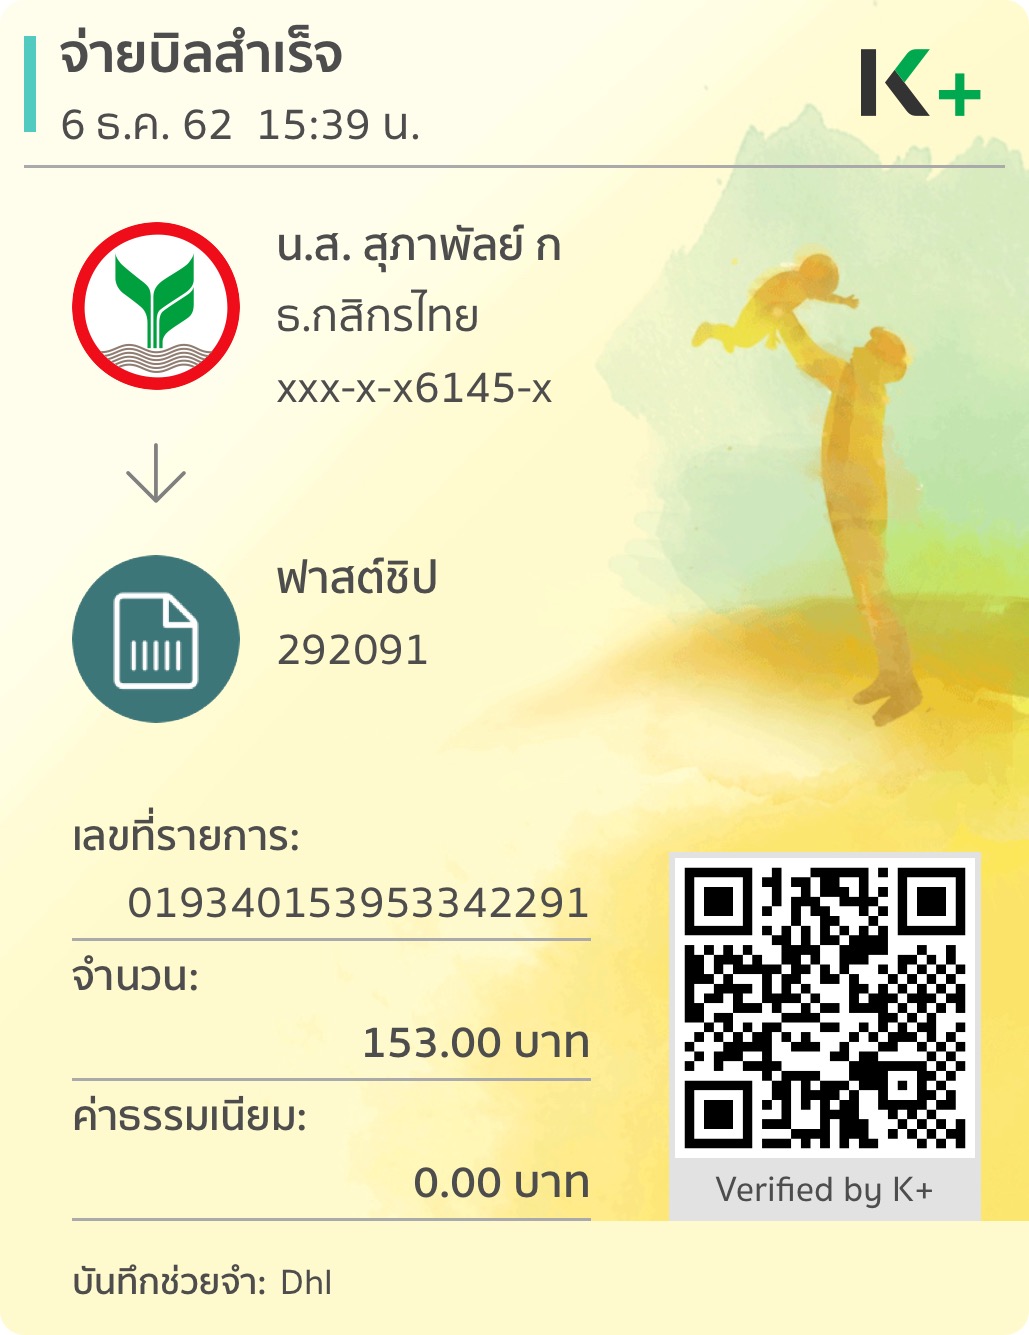 จ่ายบิลสำเร็จ
6 ธ.ค. 62 15:39 น.
K+
น.ส. สุภาพัลย์ ก
ธ.กสิกรไทย
xxx-x-x6145-x
ฟาสต์ชิป
292091
เลขที่รายการ:
019340153953342291
จำนวน:
153.00 บาท
ค่าธรรมเนียม:
0.00 บาท
Verified by K+
บันทึกช่วยจำ: Dhl